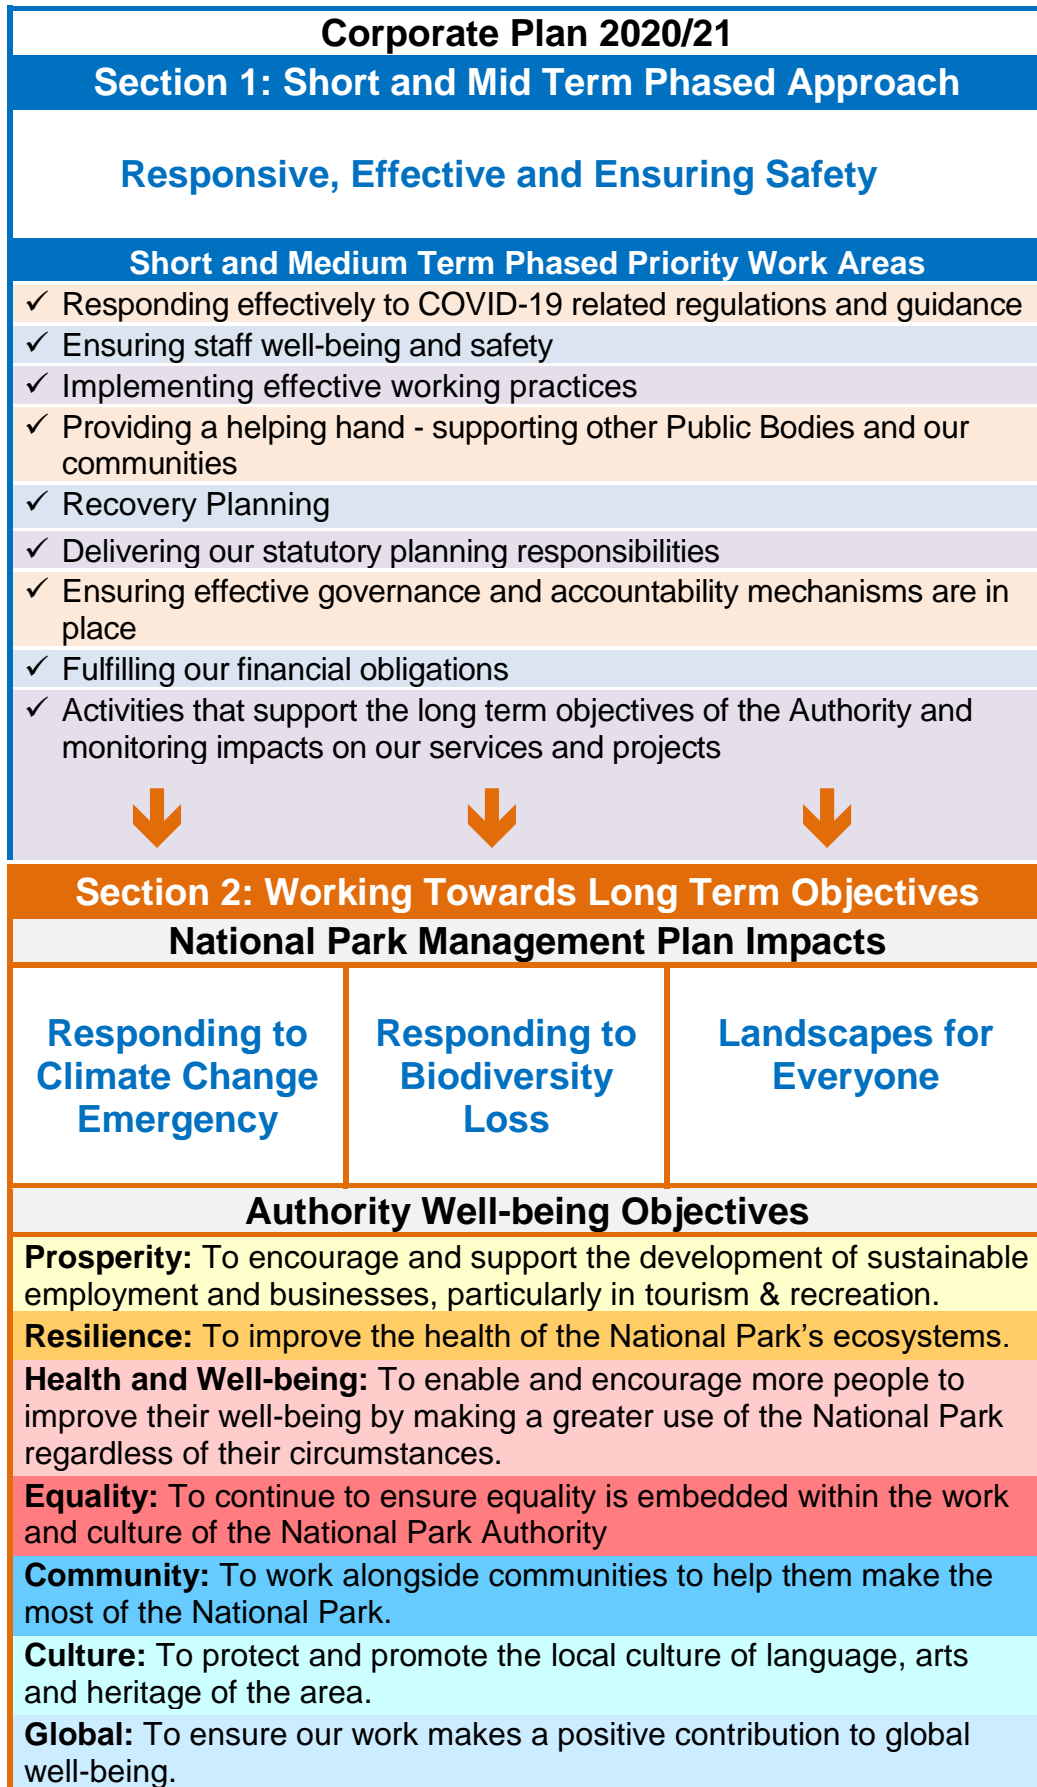 Corporate Plan 2020/21
Section 1: Short and Mid Term Phased Approach
Responsive, Effective and Ensuring Safety
Short and Medium Term Phased Priority Work Areas
✓ Responding effectively to COVID-19 related regulations and guidance
✓ Ensuring staff well-being and safety
✓ Implementing effective working practices
✓ Providing a helping hand - supporting other Public Bodies and our
communities
✓ Recovery Planning
✓ Delivering our statutory planning responsibilities
✓ Ensuring effective governance and accountability mechanisms are in
place
✓ Fulfilling our financial obligations
✓ Activities that support the long term objectives of the Authority and
monitoring impacts on our services and projects
Section 2: Working Towards Long Term Objectives
National Park Management Plan Impacts
Responding to
Climate Change
Emergency
Responding to
Biodiversity
Loss
Landscapes for
Everyone
Authority Well-being Objectives
Prosperity: To encourage and support the development of sustainable
employment and businesses, particularly in tourism & recreation.
Resilience: To improve the health of the National Park’s ecosystems.
Health and Well-being: To enable and encourage more people to
improve their well-being by making a greater use of the National Park
regardless of their circumstances.
Equality: To continue to ensure equality is embedded within the work
and culture of the National Park Authority
Community: To work alongside communities to help them make the
most of the National Park.
Culture: To protect and promote the local culture of language, arts
and heritage of the area.
Global: To ensure our work makes a positive contribution to global
well-being.